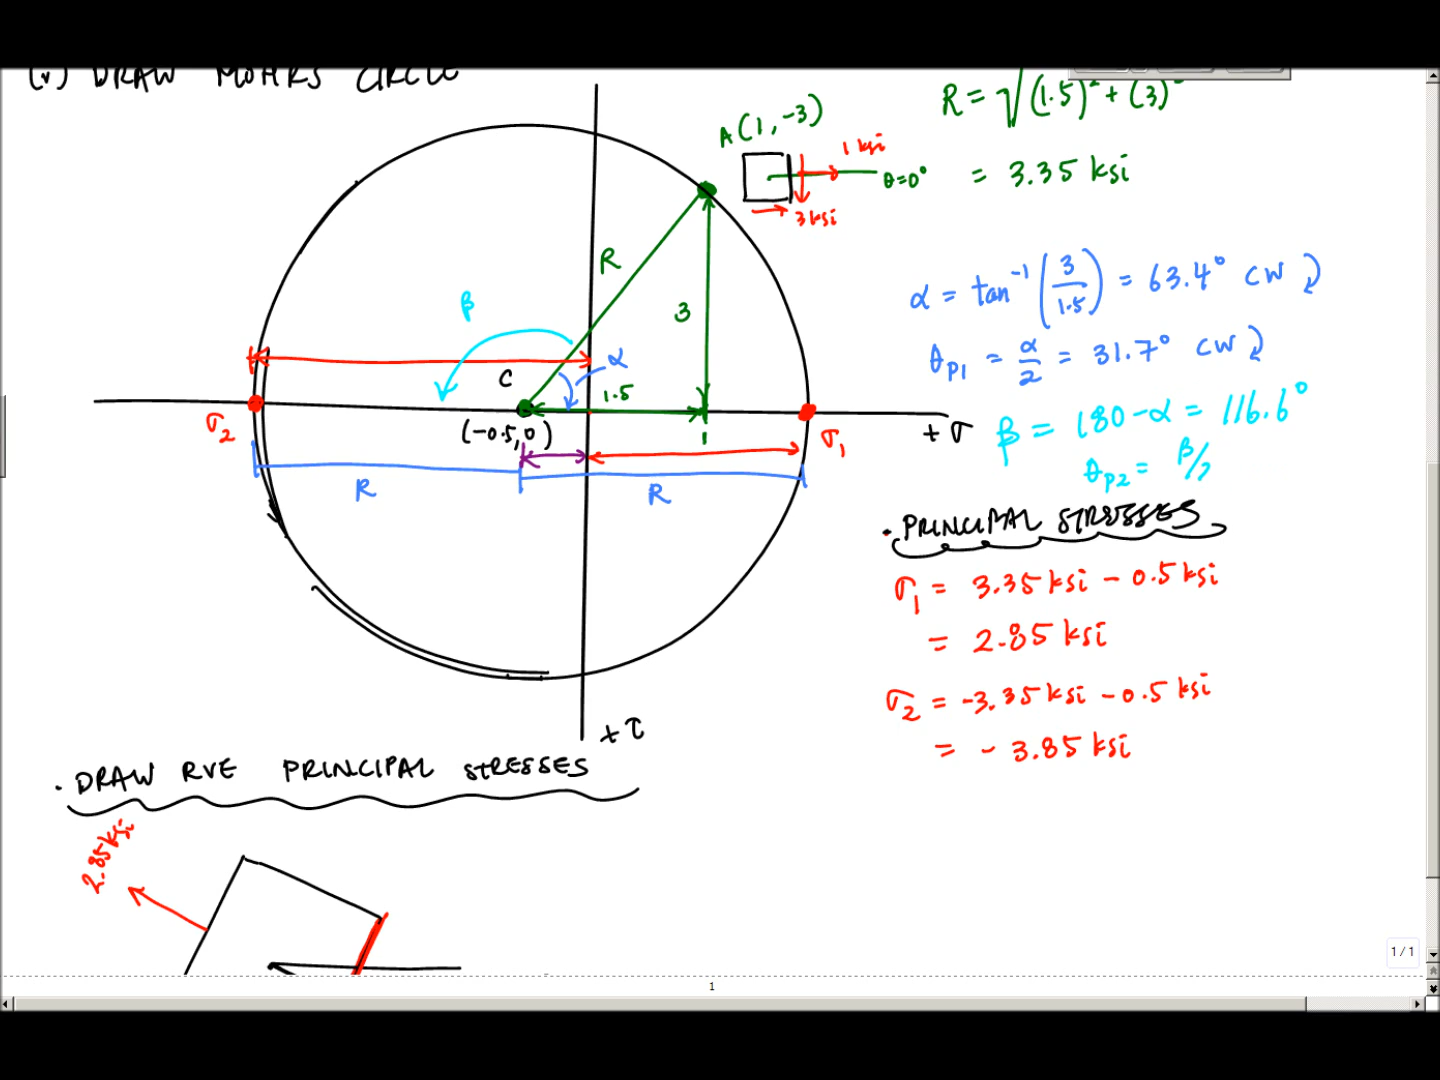 (v) DRAW MOHRS CIRCLE
A(1, -3)
1 ksi
θ=0°
3 ksi
R = √(1.5)² + (3)²
= 3.35 ksi
R
3
β
α
C
1.5
(-0.5, 0)
1
σ2
σ1
+ σ
R
R
+ τ
α = tan⁻¹(3/1.5) = 63.4° CW
θp1 = α/2 = 31.7° CW
β = 180 - α = 116.6°
θp2 = β/2
. PRINCIPAL STRESSES
σ1 = 3.35 ksi - 0.5 ksi
= 2.85 ksi
σ2 = -3.35 ksi - 0.5 ksi
= - 3.85 ksi
. DRAW RVE PRINCIPAL STRESSES
2.85 ksi
1 / 1
1